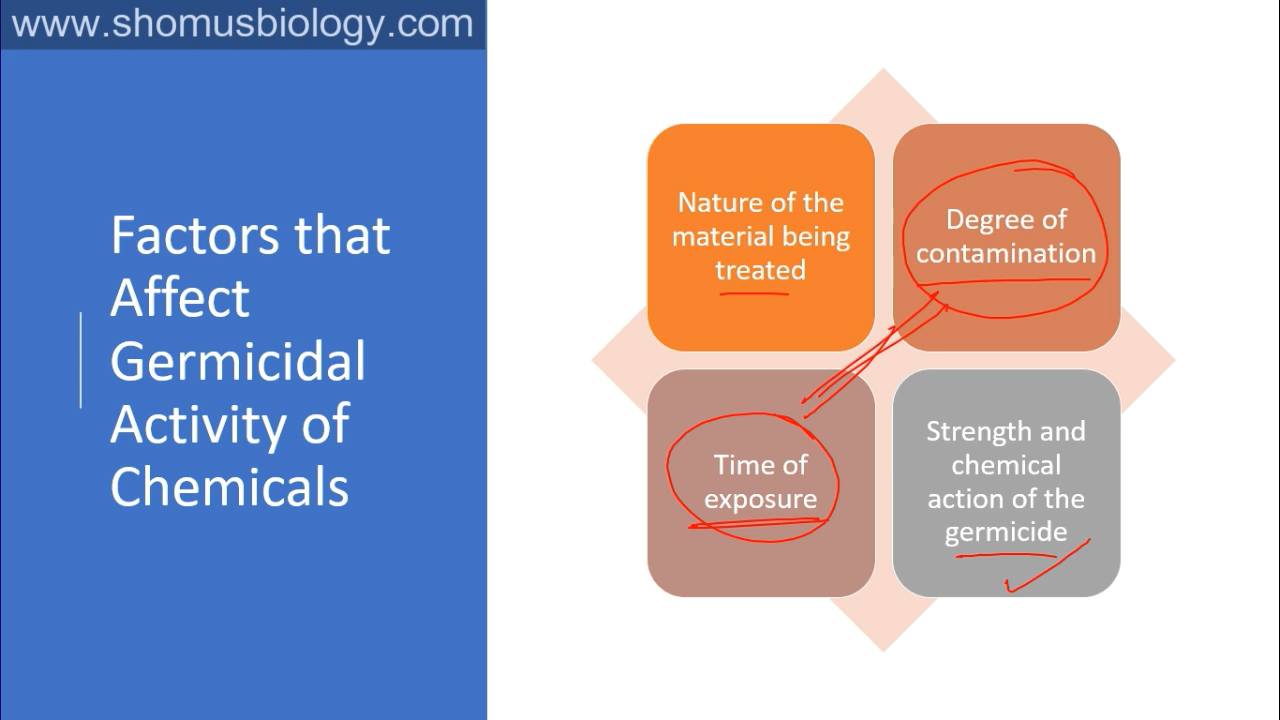 www.shomusbiology.com
Factors that
Affect
Germicidal
Activity of
Chemicals
Nature of the
material being
treated
Degree of
contamination
Time of
exposure
Strength and
chemical
action of the
germicide